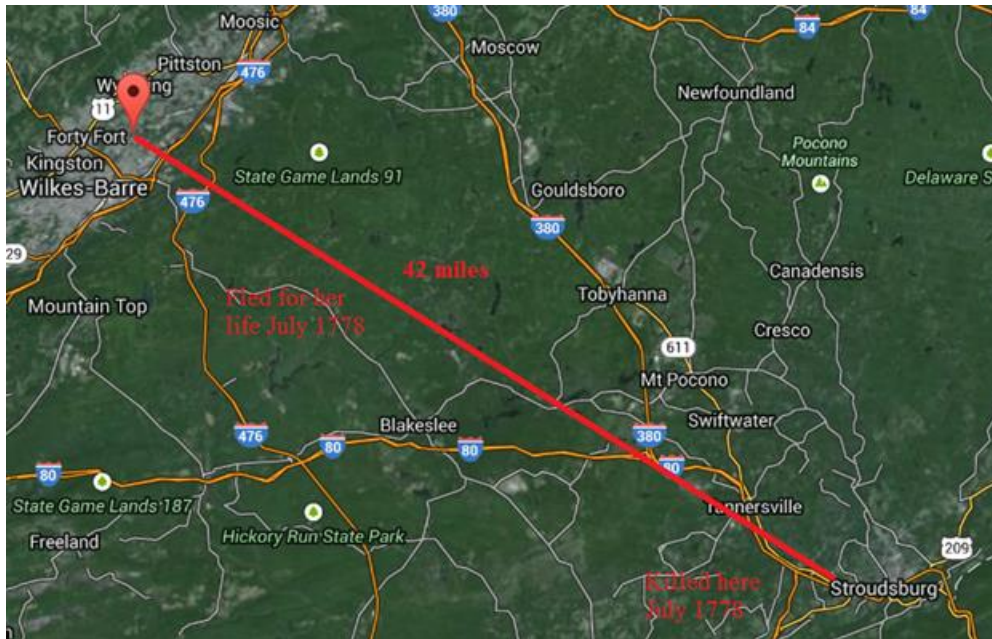 380
84
Moosic
Moscow
Pittston
476
Wyoming
Newfoundland
11
Forty Fort
Pocono
Mountains
Kingston
State Game Lands 91
Delaware S
Wilkes-Barre
476
Gouldsboro
380
29
42 miles
Canadensis
Fled for her
life July 1778
Tobyhanna
Mountain Top
Cresco
611
Mt Pocono
Swiftwater
Blakeslee
476
80
80
380
80
80
State Game Lands 187
Tannersville
Hickory Run State Park
Freeland
209
Killed here
July 1778
Stroudsburg